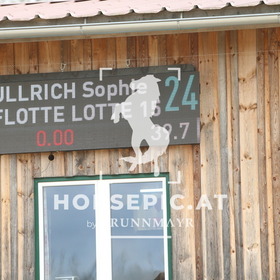 ULLRICH Sophie
FLOTTE LOTTE 15
24
0.00
39.7
HORSEPIC.AT
by BRUNNMAYR